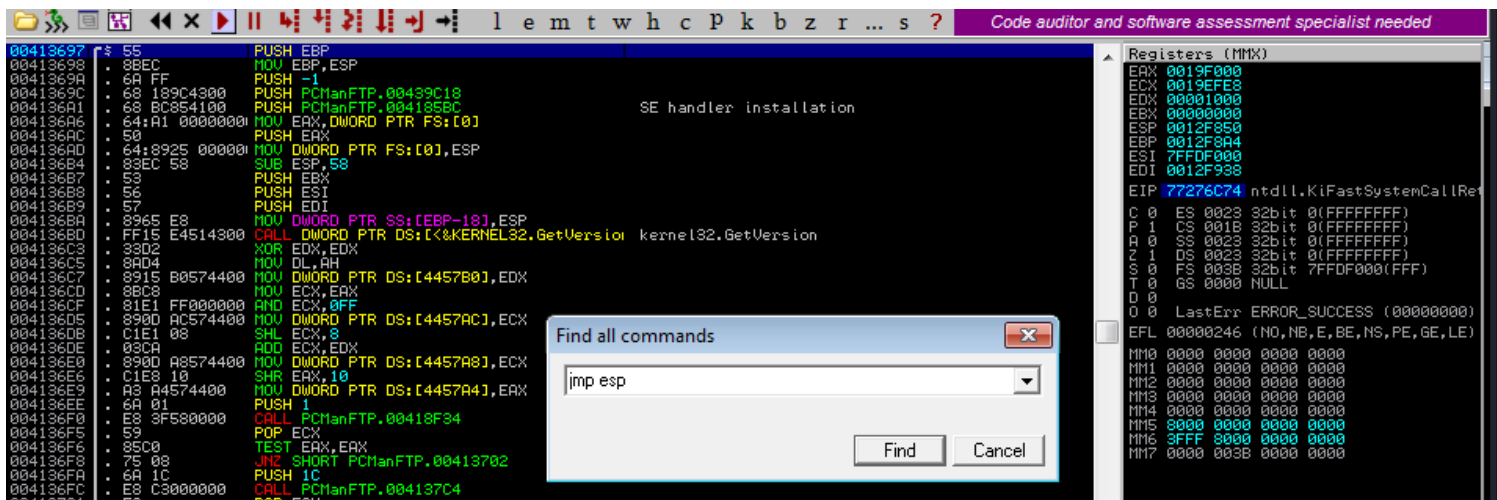 l e m t w h c P k b z r ... s ? Code auditor and software assessment specialist needed
00413697 $ 55 PUSH EBP
00413698 . 8BEC MOV EBP,ESP
0041369A . 6A FF PUSH -1
0041369C . 68 189C4300 PUSH PCManFTP.00439C18
004136A1 . 68 BC854100 PUSH PCManFTP.004185BC SE handler installation
004136A6 . 64:A1 0000000 MOV EAX,DWORD PTR FS:[0]
004136AC . 50 PUSH EAX
004136AD . 64:8925 00000 MOV DWORD PTR FS:[0],ESP
004136B4 . 83EC 58 SUB ESP,58
004136B7 . 53 PUSH EBX
004136B8 . 56 PUSH ESI
004136B9 . 57 PUSH EDI
004136BA . 8965 E8 MOV DWORD PTR SS:[EBP-18],ESP
004136BD . FF15 E4514300 CALL DWORD PTR DS:[<&KERNEL32.GetVersio kernel32.GetVersion
004136C3 . 33D2 XOR EDX,EDX
004136C5 . 8AD4 MOV DL,AH
004136C7 . 8915 B0574400 MOV DWORD PTR DS:[4457B0],EDX
004136CD . 8BC8 MOV ECX,EAX
004136CF . 81E1 FF000000 AND ECX,0FF
004136D5 . 890D AC574400 MOV DWORD PTR DS:[4457AC],ECX
004136DB . C1E1 08 SHL ECX,8
004136DE . 03CA ADD ECX,EDX
004136E0 . 890D A8574400 MOV DWORD PTR DS:[4457A8],ECX
004136E6 . C1E8 10 SHR EAX,10
004136E9 . A3 A4574400 MOV DWORD PTR DS:[4457A4],EAX
004136EE . 6A 01 PUSH 1
004136F0 . E8 3F580000 CALL PCManFTP.00418F34
004136F5 . 59 POP ECX
004136F6 . 85C0 TEST EAX,EAX
004136F8 . 75 08 JNZ SHORT PCManFTP.00413702
004136FA . 6A 1C PUSH 1C
004136FC . E8 C3000000 CALL PCManFTP.004137C4
Find all commands
jmp esp
Find Cancel
Registers (MMX)
EAX 0019F000
ECX 0019EFE8
EDX 00001000
EBX 00000000
ESP 0012F850
EBP 0012F8A4
ESI 7FFDF000
EDI 0012F938
EIP 77276C74 ntdll.KiFastSystemCallRet
C 0 ES 0023 32bit 0(FFFFFFFF)
P 1 CS 001B 32bit 0(FFFFFFFF)
A 0 SS 0023 32bit 0(FFFFFFFF)
Z 1 DS 0023 32bit 0(FFFFFFFF)
S 0 FS 003B 32bit 7FFDF000(FFF)
T 0 GS 0000 NULL
D 0
O 0 LastErr ERROR_SUCCESS (00000000)
EFL 00000246 (NO,NB,E,BE,NS,PE,GE,LE)
MM0 0000 0000 0000 0000
MM1 0000 0000 0000 0000
MM2 0000 0000 0000 0000
MM3 0000 0000 0000 0000
MM4 0000 0000 0000 0000
MM5 8000 0000 0000 0000
MM6 3FFF 8000 0000 0000
MM7 0000 003B 0000 0000